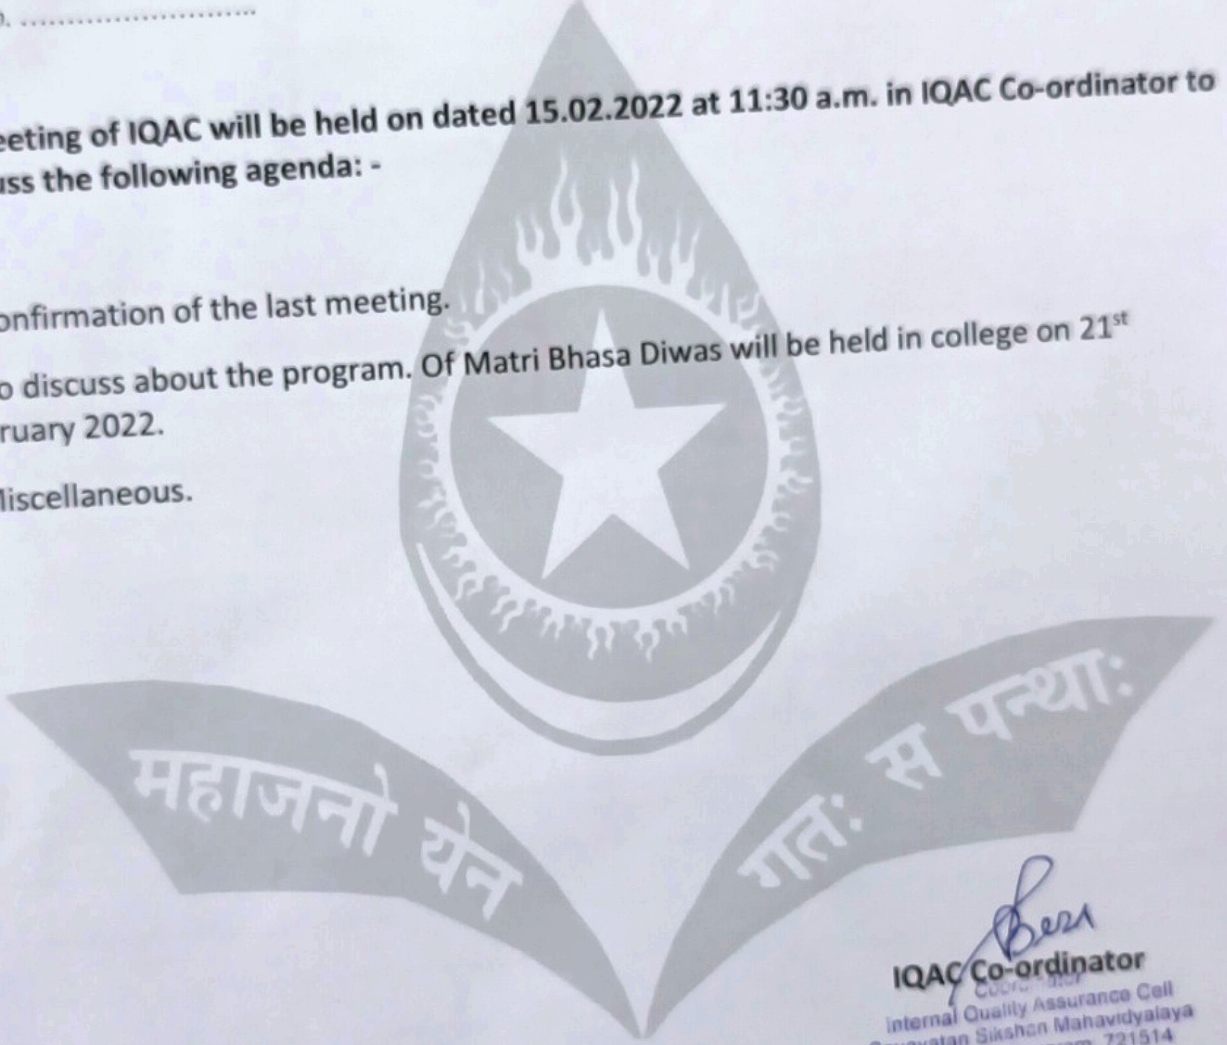 eeting of IQAC will be held on dated 15.02.2022 at 11:30 a.m. in IQAC Co-ordinator to
uss the following agenda: -
onfirmation of the last meeting.
o discuss about the program. Of Matri Bhasa Diwas will be held in college on 21st
ruary 2022.
liscellaneous.
महाजनो येन
गत: स पन्था:
Bera
IQAC Co-ordinator
Coordinator
Internal Quality Assurance Cell
Sikshan Mahavidyalaya
721514